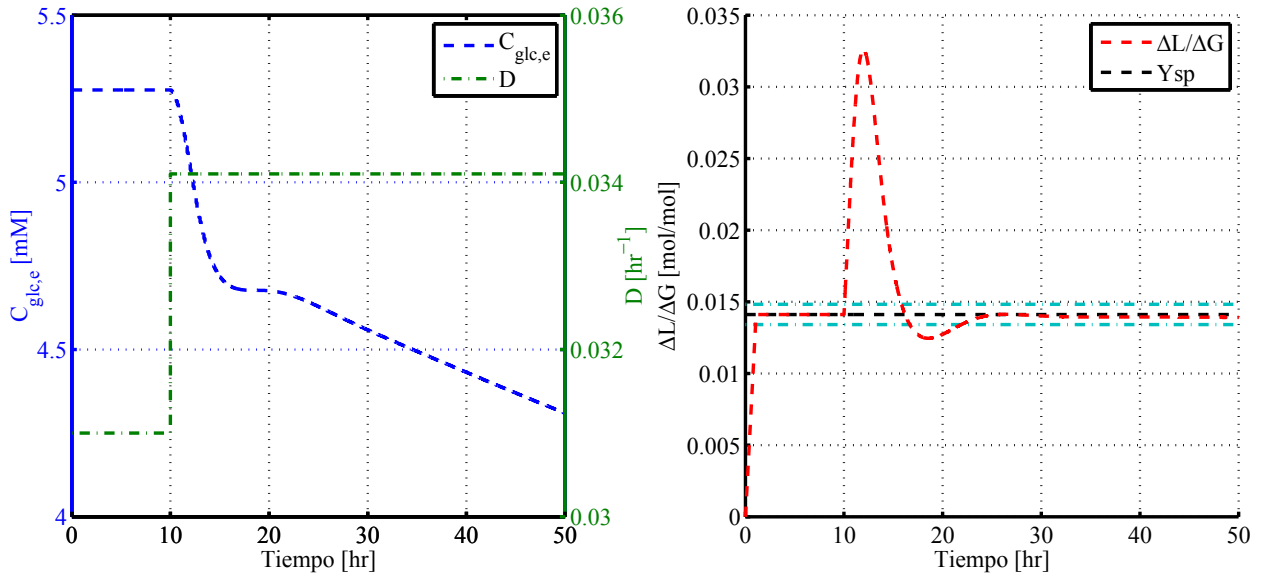 5.5
5
4.5
4
C_glc,e [mM]
0 10 20 30 40 50
Tiempo [hr]
0.036
0.034
0.032
0.03
D [hr⁻¹]
C_glc,e
D
0.035
0.03
0.025
0.02
0.015
0.01
0.005
0
ΔL/ΔG [mol/mol]
0 10 20 30 40 50
Tiempo [hr]
ΔL/ΔG
Ysp